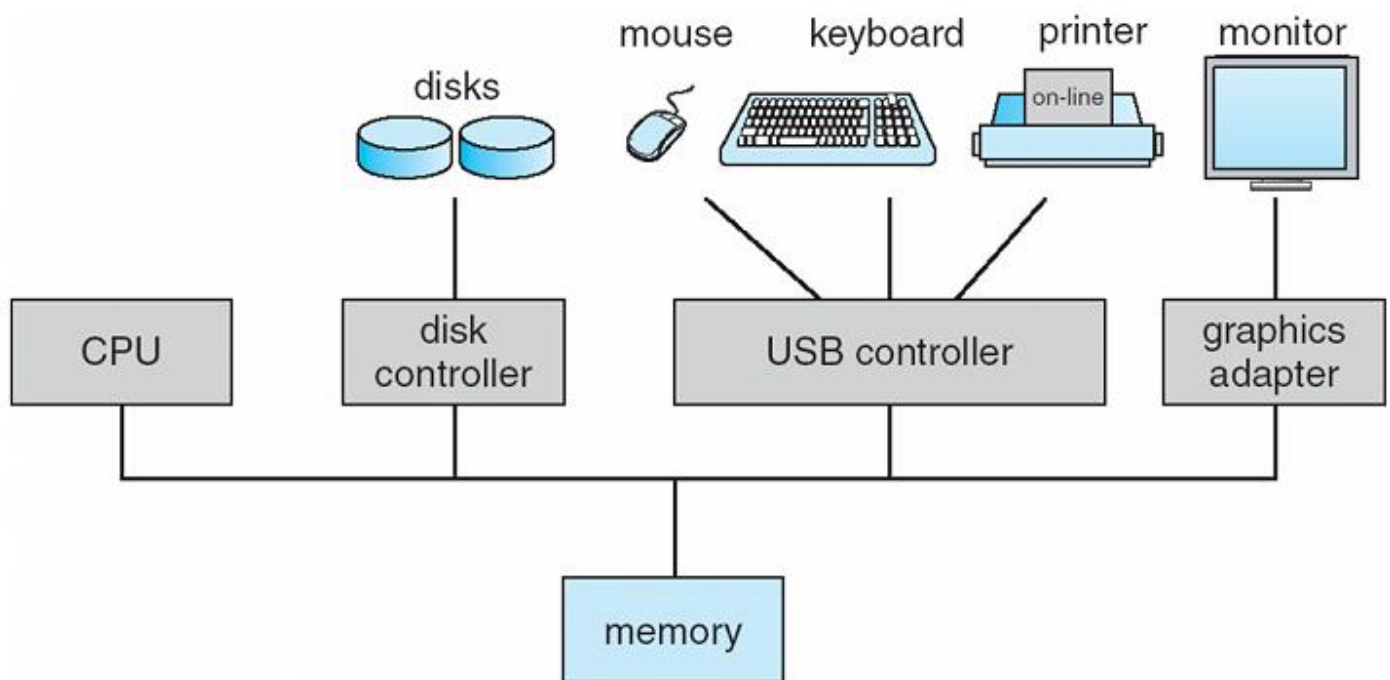 mouse
keyboard
printer
monitor
disks
on-line
CPU
disk
controller
USB controller
graphics
adapter
memory